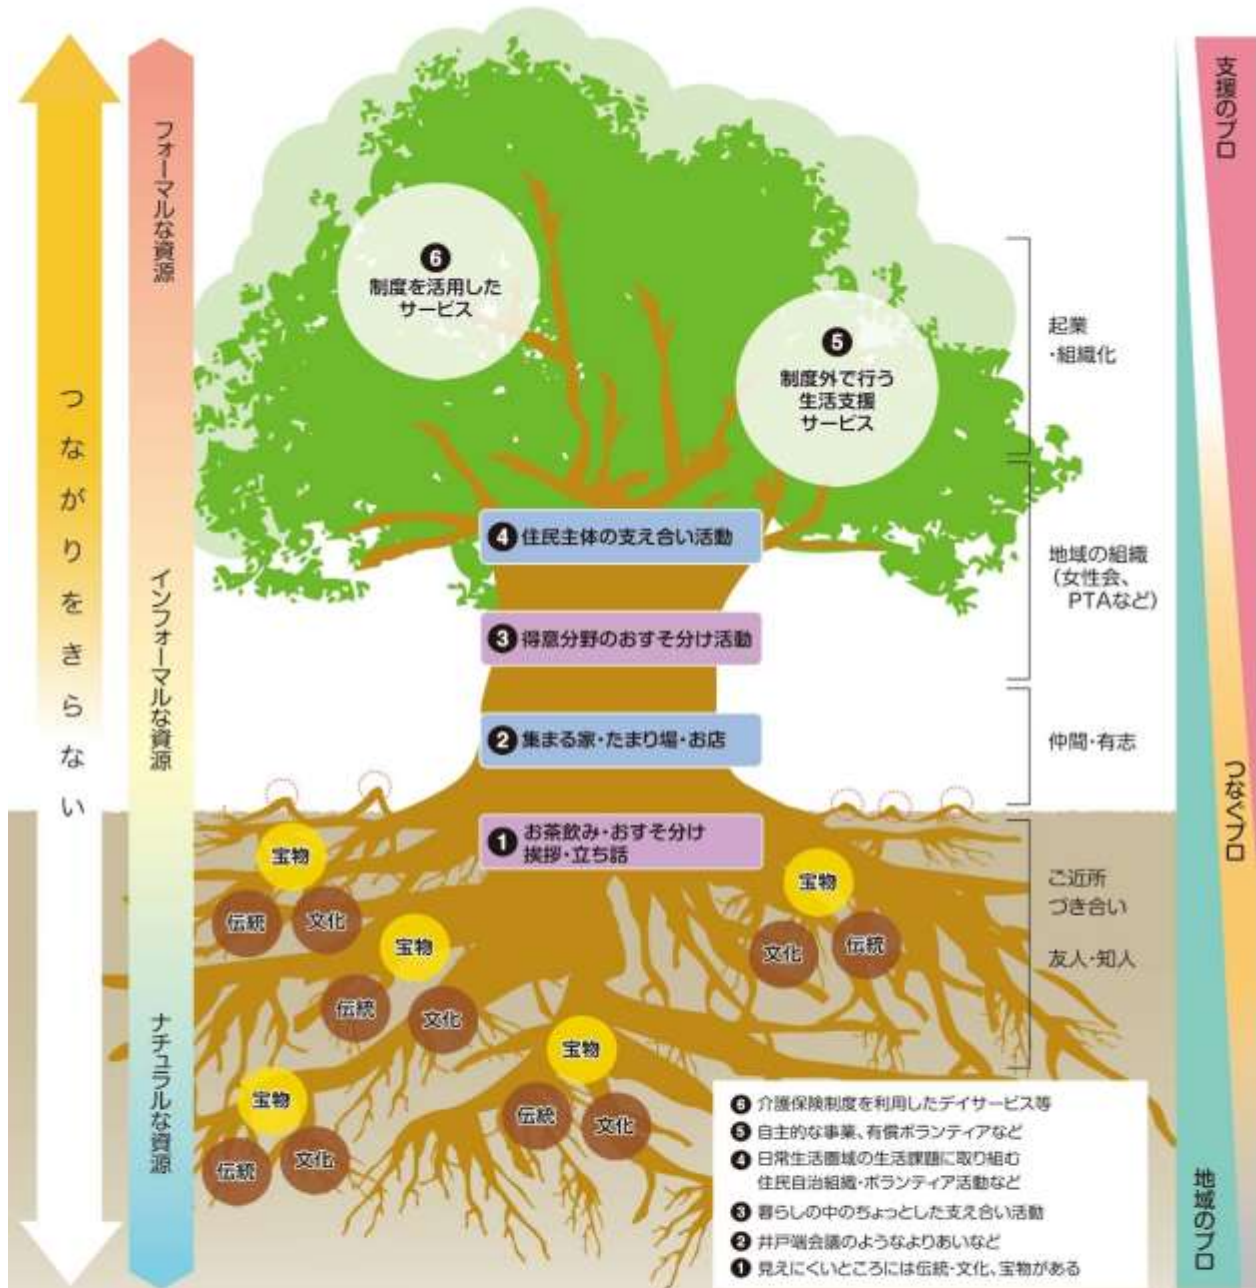 つながりをきらない
フォーマルな資源
インフォーマルな資源
ナチュラルな資源
❻
制度を活用した
サービス
❺
制度外で行う
生活支援
サービス
❹ 住民主体の支え合い活動
❸ 得意分野のおすそ分け活動
❷ 集まる家・たまり場・お店
❶ お茶飲み・おすそ分け
挨拶・立ち話
宝物
伝統
文化
宝物
伝統
文化
宝物
文化
伝統
宝物
伝統
文化
宝物
伝統
文化
起業
・組織化
地域の組織
(女性会、
PTAなど)
仲間・有志
ご近所
づき合い
友人・知人
支援のプロ
つなぐプロ
地域のプロ
❻ 介護保険制度を利用したデイサービス等
❺ 自主的な事業、有償ボランティアなど
❹ 日常生活圏域の生活課題に取り組む
住民自治組織・ボランティア活動など
❸ 暮らしの中のちょっとした支え合い活動
❷ 井戸端会議のようなよりあいなど
❶ 見えにくいところには伝統・文化、宝物がある